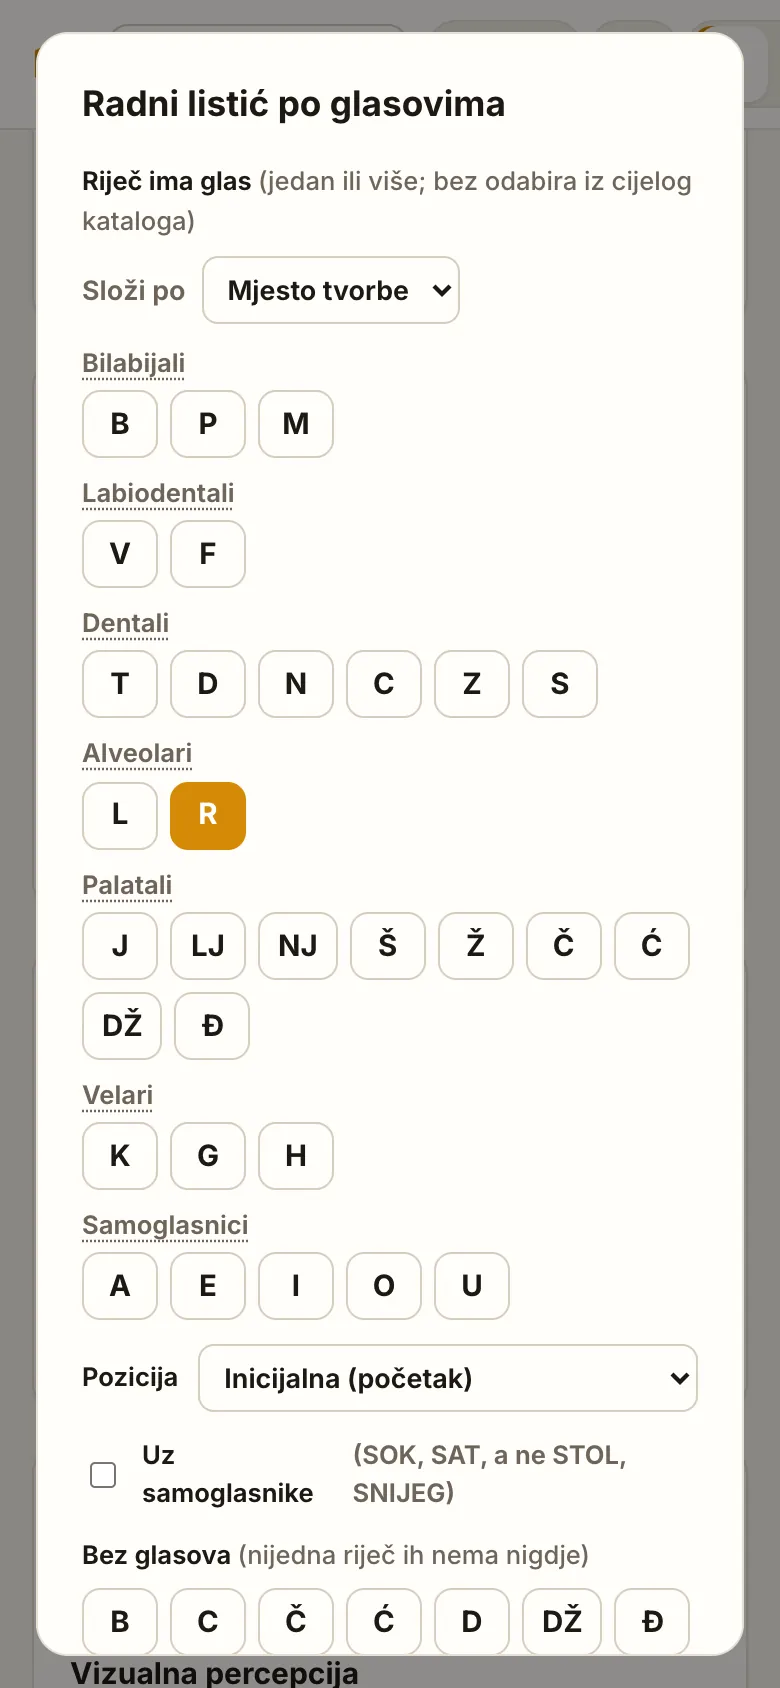 Radni listić po glasovima
Riječ ima glas (jedan ili više; bez odabira iz cijelog
kataloga)
Složi po Mjesto tvorbe
Bilabijali
B P M
Labiodentali
V F
Dentali
T D N C Z S
Alveolari
L R
Palatali
J LJ NJ Š Ž Č Ć
DŽ Đ
Velari
K G H
Samoglasnici
A E I O U
Pozicija Inicijalna (početak)
Uz samoglasnike (SOK, SAT, a ne STOL, SNIJEG)
Bez glasova (nijedna riječ ih nema nigdje)
B C Č Ć D DŽ Đ
Vizualna percepcija